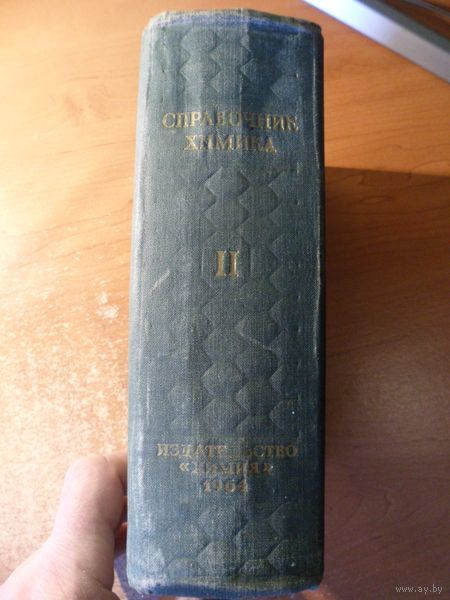 СПРАВОЧНИК
ХИМИКА
II
ИЗДАТЕЛЬСТВО
«ХИМИЯ»
1964
www.ay.by